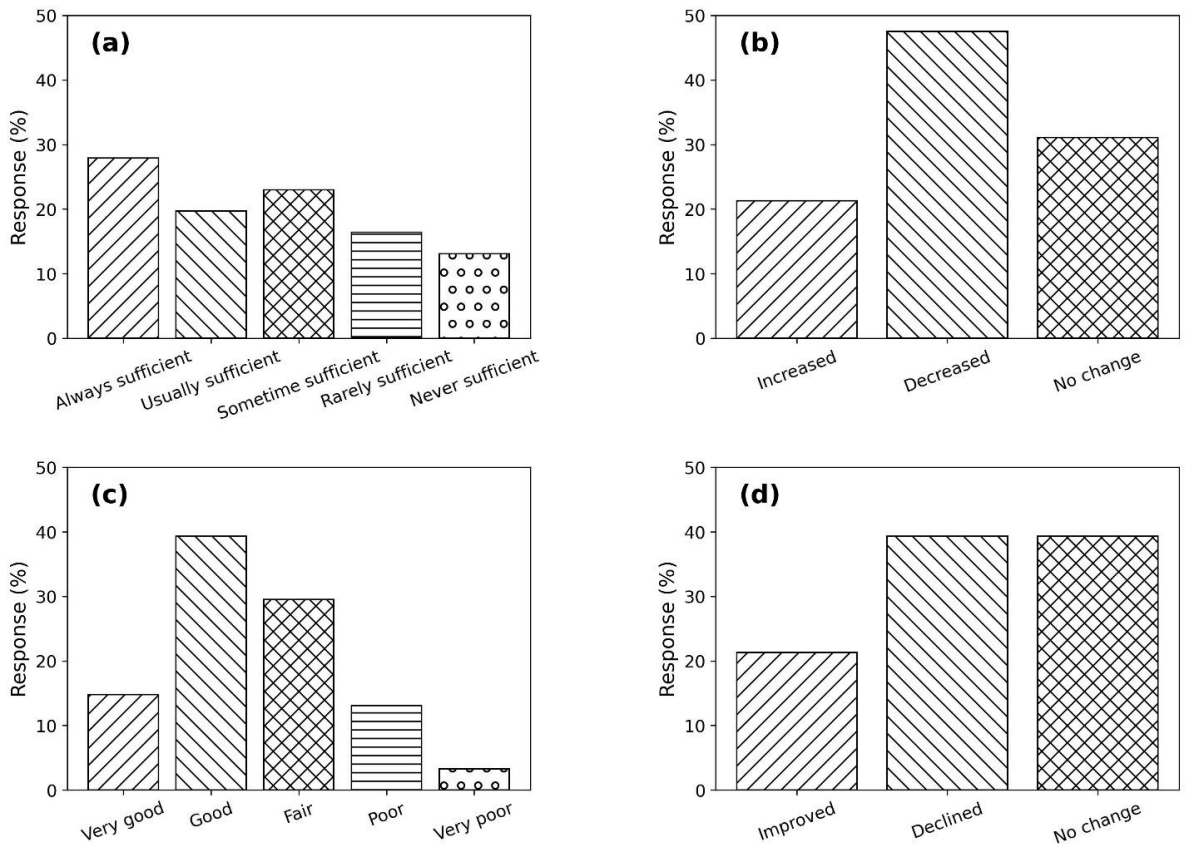 50
40
30
20
10
0
Response (%)
(a)
Always sufficient
Usually sufficient
Sometime sufficient
Rarely sufficient
Never sufficient
50
40
30
20
10
0
Response (%)
(b)
Increased
Decreased
No change
50
40
30
20
10
0
Response (%)
(c)
Very good
Good
Fair
Poor
Very poor
50
40
30
20
10
0
Response (%)
(d)
Improved
Declined
No change